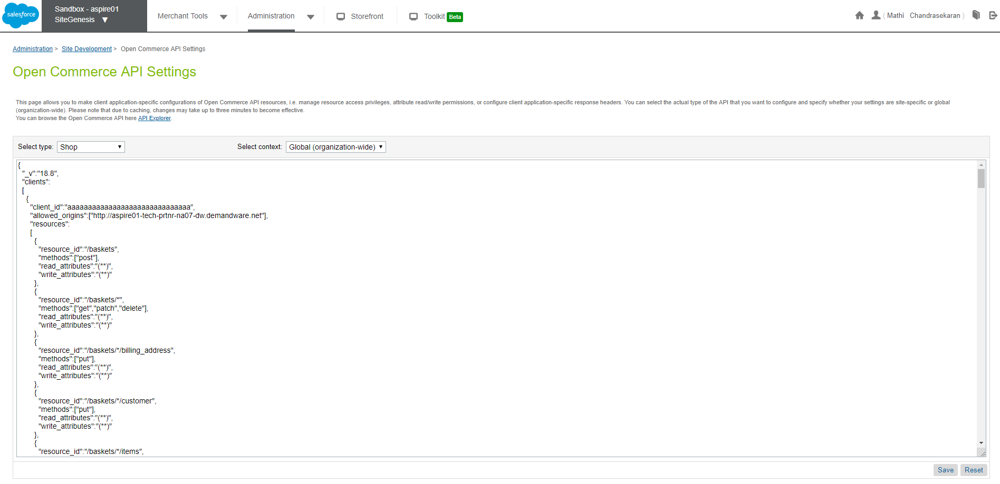 salesforce
Sandbox - aspire01
SiteGenesis
Merchant Tools
Administration
Storefront
Toolkit Beta
( Mathi Chandrasekaran )
Administration > Site Development > Open Commerce API Settings
Open Commerce API Settings
This page allows you to make client application-specific configurations of Open Commerce API resources, i.e. manage resource access privileges, attribute read/write permissions, or configure client application-specific response headers. You can select the actual type of the API that you want to configure and specify whether your settings are site-specific or global
(organization-wide). Please note that due to caching, changes may take up to three minutes to become effective.
You can browse the Open Commerce API here API Explorer.
Select type: Shop
Select context: Global (organization-wide)
{
"_v":"18.8",
"clients":
[
{
"client_id":"aaaaaaaaaaaaaaaaaaaaaaaaaaaaaa",
"allowed_origins":["http://aspire01-tech-prtnr-na07-dw.demandware.net"],
"resources":
[
{
"resource_id":"/baskets",
"methods":["post"],
"read_attributes":"(**)",
"write_attributes":"(**)"
},
{
"resource_id":"/baskets/*",
"methods":["get","patch","delete"],
"read_attributes":"(**)",
"write_attributes":"(**)"
},
{
"resource_id":"/baskets/*/billing_address",
"methods":["put"],
"read_attributes":"(**)",
"write_attributes":"(**)"
},
{
"resource_id":"/baskets/*/customer",
"methods":["put"],
"read_attributes":"(**)",
"write_attributes":"(**)"
},
{
"resource_id":"/baskets/*/items",
Save
Reset